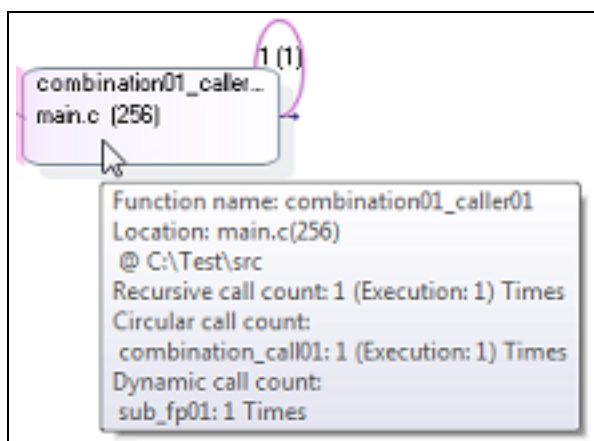 1 (1)
combination01_caller...
main.c (256)
Function name: combination01_caller01
Location: main.c(256)
@ C:\Test\src
Recursive call count: 1 (Execution: 1) Times
Circular call count:
combination_call01: 1 (Execution: 1) Times
Dynamic call count:
sub_fp01: 1 Times